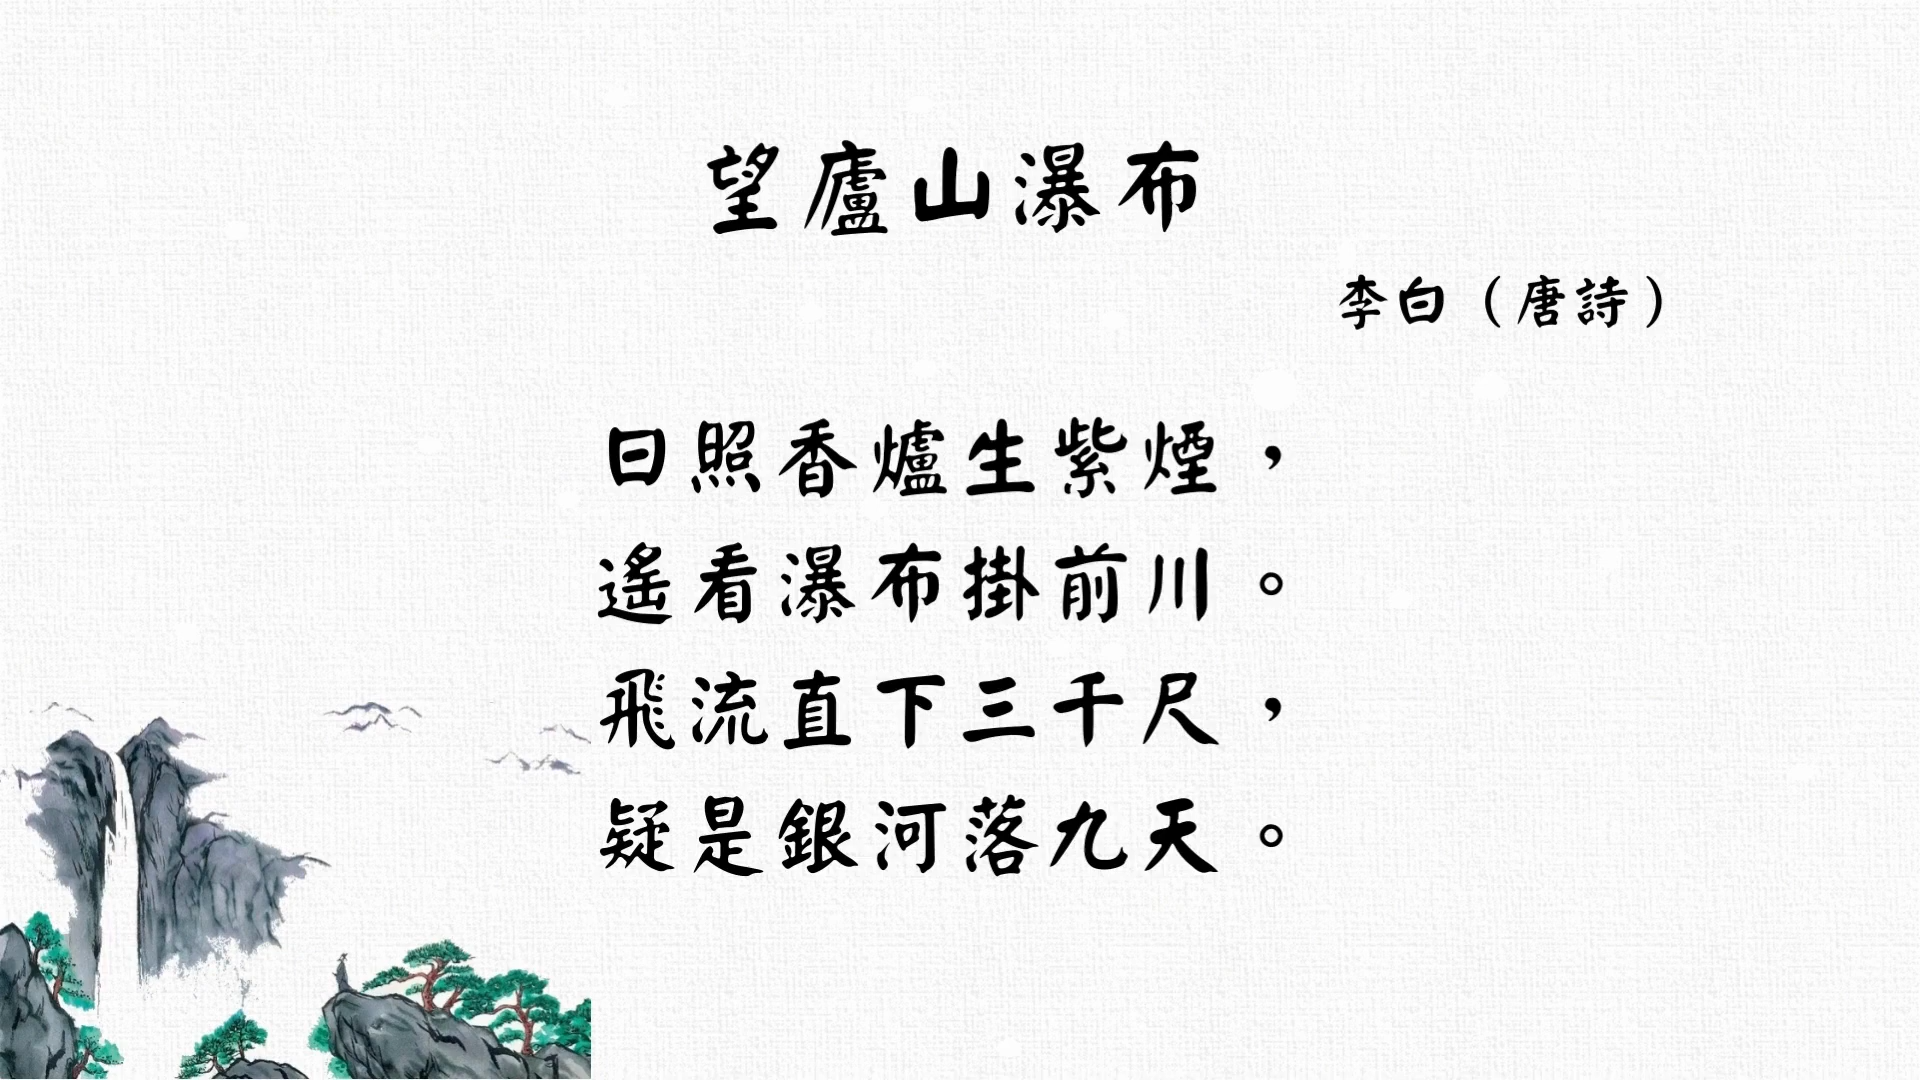 望廬山瀑布
李白（唐詩）
日照香爐生紫煙，
遙看瀑布掛前川。
飛流直下三千尺，
疑是銀河落九天。